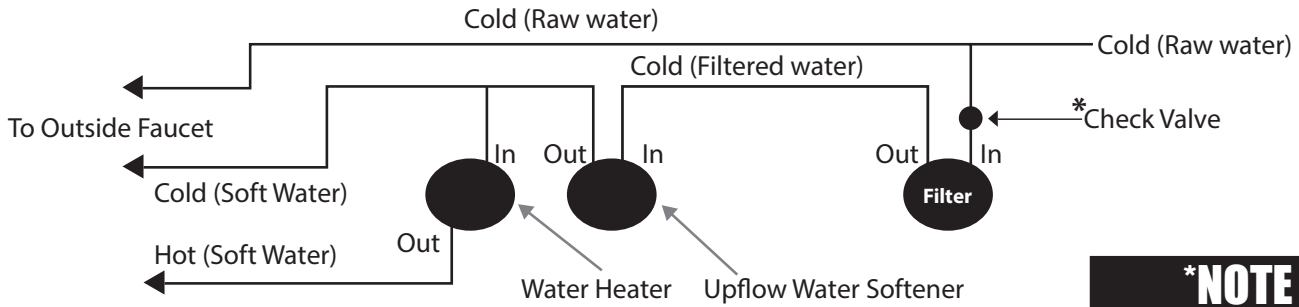 Cold (Raw water)
Cold (Raw water)
Cold (Filtered water)
To Outside Faucet
*Check Valve
In
Out
In
Out
In
Cold (Soft Water)
Filter
Hot (Soft Water)
Out
Water Heater
Upflow Water Softener
*NOTE